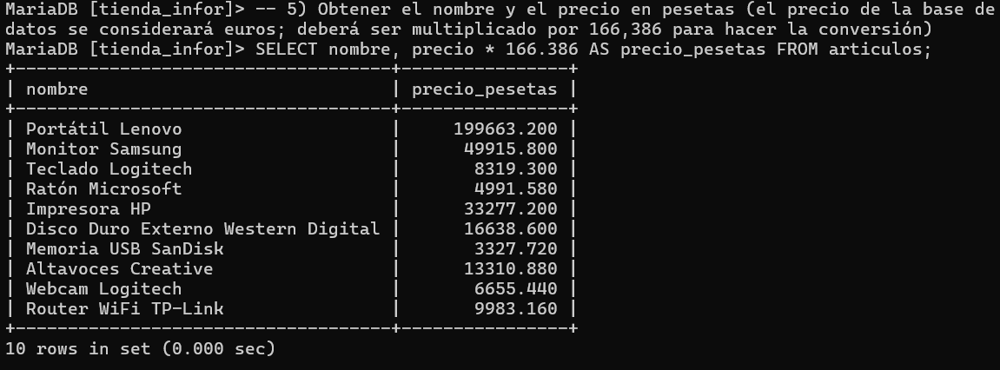 MariaDB [tienda_infor]> -- 5) Obtener el nombre y el precio en pesetas (el precio de la base de
datos se considerará euros; deberá ser multiplicado por 166,386 para hacer la conversión)
MariaDB [tienda_infor]> SELECT nombre, precio * 166.386 AS precio_pesetas FROM articulos;
+------------------------------------+----------------+
| nombre                             | precio_pesetas |
+------------------------------------+----------------+
| Portátil Lenovo                    |     199663.200 |
| Monitor Samsung                    |      49915.800 |
| Teclado Logitech                   |       8319.300 |
| Ratón Microsoft                    |       4991.580 |
| Impresora HP                       |      33277.200 |
| Disco Duro Externo Western Digital |      16638.600 |
| Memoria USB SanDisk                |       3327.720 |
| Altavoces Creative                 |      13310.880 |
| Webcam Logitech                    |       6655.440 |
| Router WiFi TP-Link                |       9983.160 |
+------------------------------------+----------------+
10 rows in set (0.000 sec)